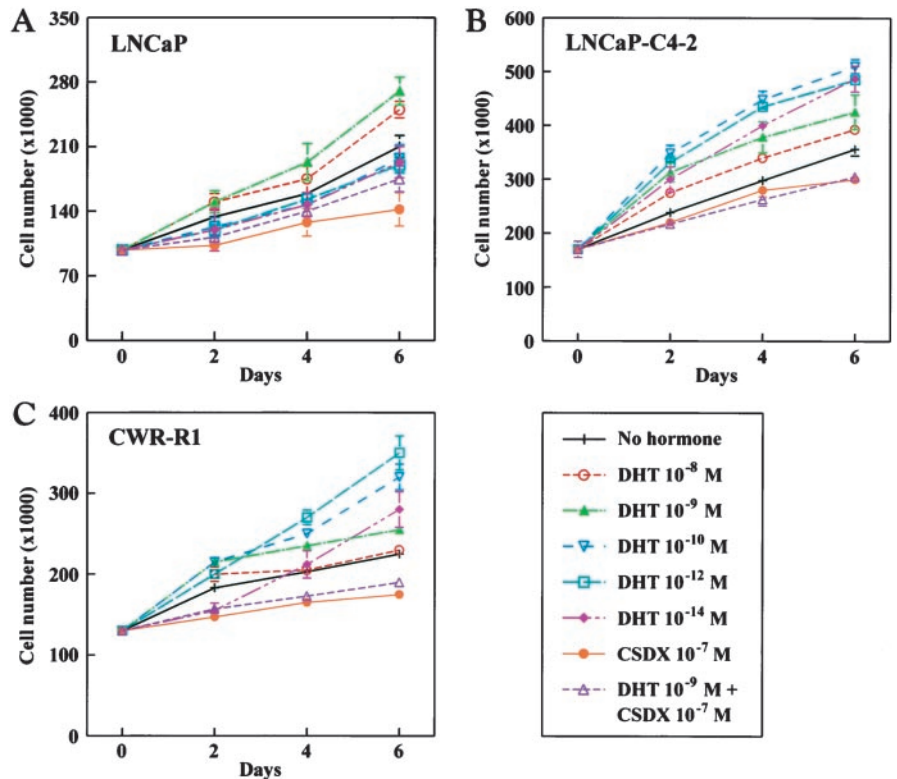 A
LNCaP
Cell number (x1000)
350
280
210
140
70
0
0 2 4 6
Days
B
LNCaP-C4-2
Cell number (x1000)
600
500
400
300
200
100
0
0 2 4 6
Days
C
CWR-R1
Cell number (x1000)
400
300
200
100
0
0 2 4 6
Days
No hormone
DHT 10⁻⁸ M
DHT 10⁻⁹ M
DHT 10⁻¹⁰ M
DHT 10⁻¹² M
DHT 10⁻¹⁴ M
CSDX 10⁻⁷ M
DHT 10⁻⁹ M +
CSDX 10⁻⁷ M